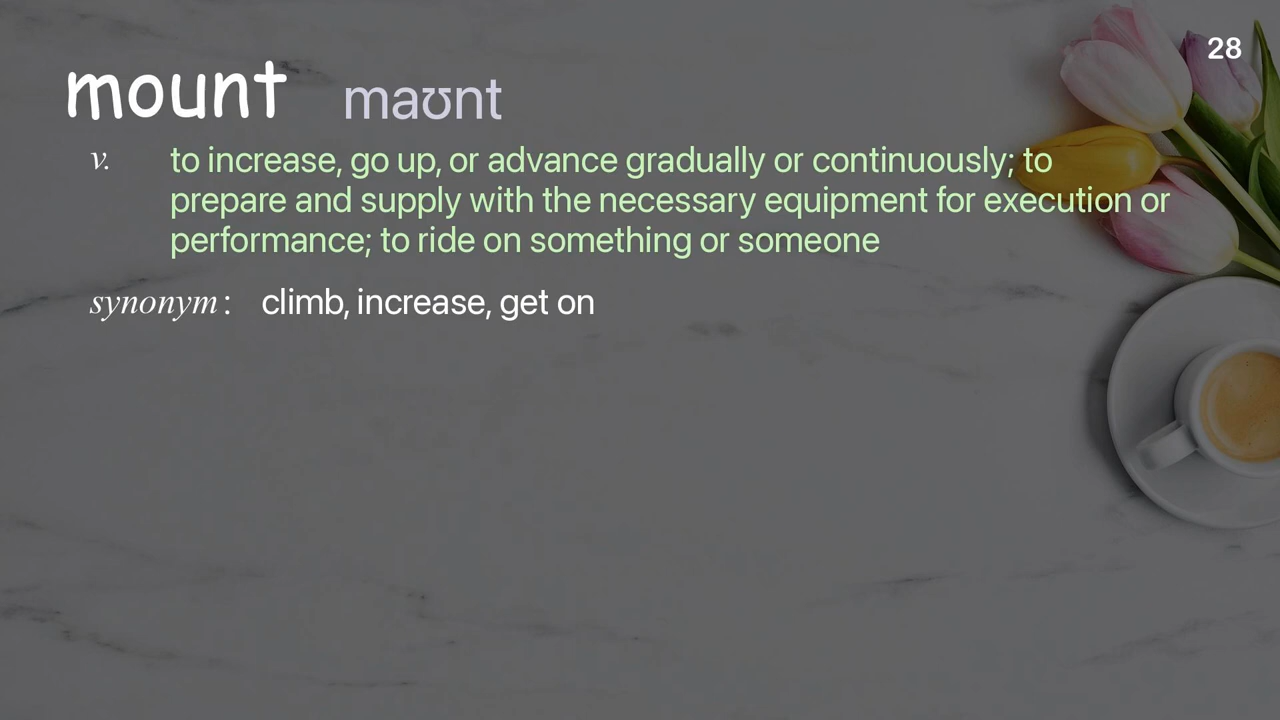 28
mount maʊnt
v. to increase, go up, or advance gradually or continuously; to
prepare and supply with the necessary equipment for execution or
performance; to ride on something or someone
synonym : climb, increase, get on